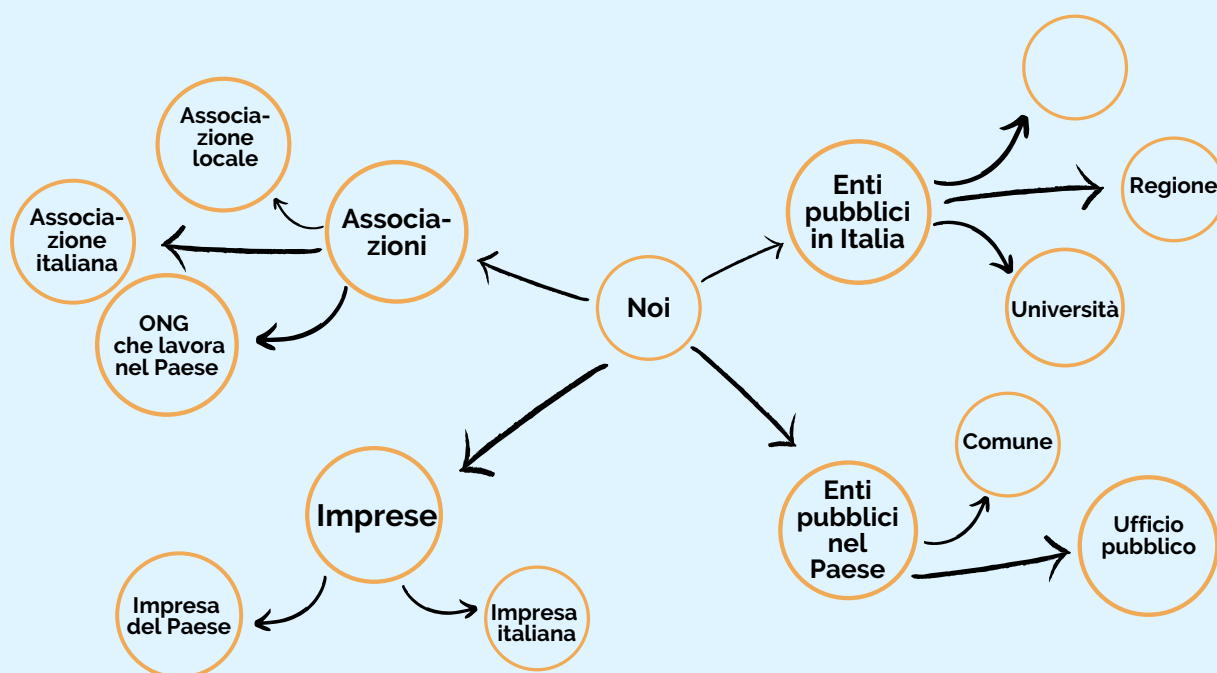 Associa-
zione
locale
Associa-
zione
italiana
ONG
che lavora
nel Paese
Associa-
zioni
Noi
Enti
pubblici
in Italia
Regione
Università
Imprese
Impresa
del Paese
Impresa
italiana
Enti
pubblici
nel
Paese
Comune
Ufficio
pubblico